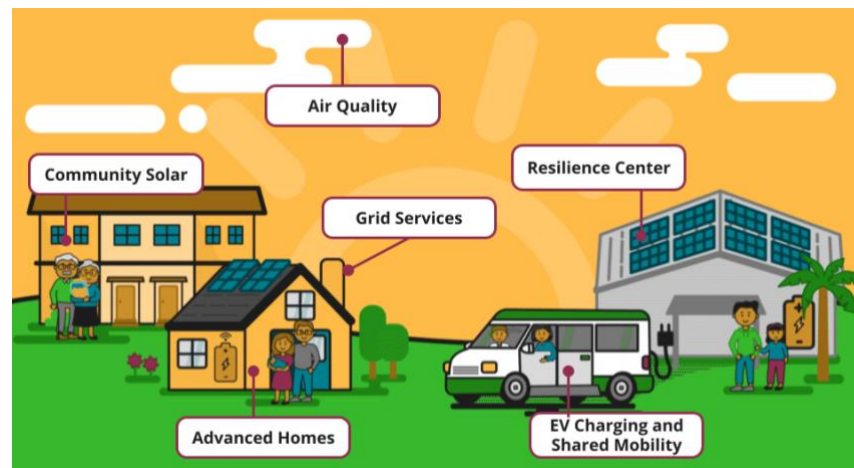 Air Quality
Community Solar
Resilience Center
Grid Services
Advanced Homes
EV Charging and
Shared Mobility